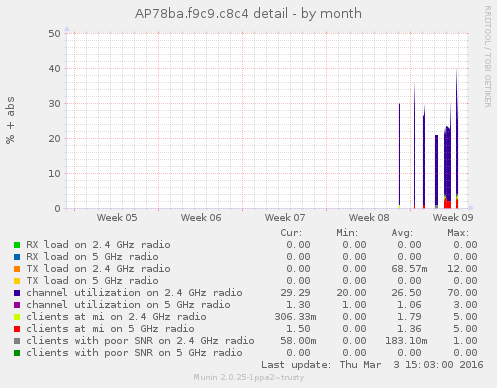 AP78ba.f9c9.c8c4 detail - by month
RRDTOOL / TOBI OETIKER
% + abs
50
40
30
20
10
0
Week 05 Week 06 Week 07 Week 08 Week 09
Cur: Min: Avg: Max:
RX load on 2.4 GHz radio 0.00 0.00 0.00 0.00
RX load on 5 GHz radio 0.00 0.00 0.00 0.00
TX load on 2.4 GHz radio 0.00 0.00 68.57m 12.00
TX load on 5 GHz radio 0.00 0.00 0.00 0.00
channel utilization on 2.4 GHz radio 29.29 20.00 26.50 70.00
channel utilization on 5 GHz radio 1.30 1.00 1.06 3.00
clients at mi on 2.4 GHz radio 306.33m 0.00 1.79 5.00
clients at mi on 5 GHz radio 1.50 0.00 1.36 5.00
clients with poor SNR on 2.4 GHz radio 58.00m 0.00 183.10m 1.00
clients with poor SNR on 5 GHz radio 0.00 0.00 0.00 0.00
Last update: Thu Mar 3 15:03:00 2016
Munin 2.0.25-1ppa2~trusty